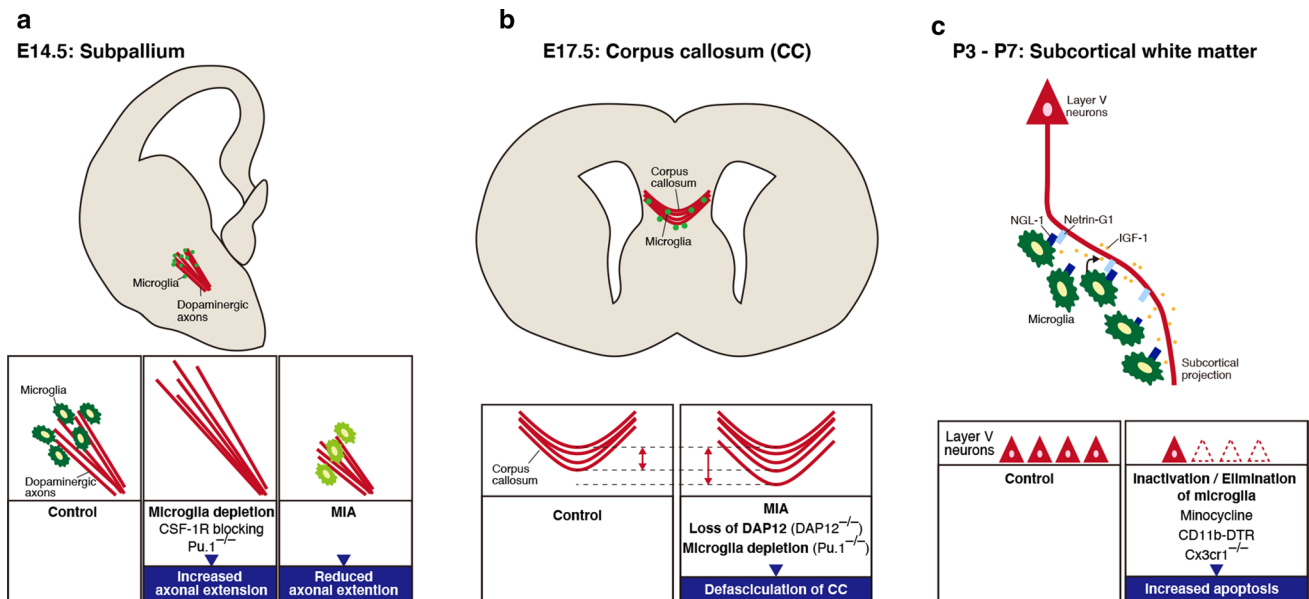 a
E14.5: Subpallium
Microglia
Dopaminergic
axons
Microglia
Dopaminergic
axons
Control
Microglia depletion
CSF-1R blocking
Pu.1−/−
Increased
axonal extension
MIA
Reduced
axonal extention
b
E17.5: Corpus callosum (CC)
Corpus
callosum
Microglia
Corpus
callosum
Control
MIA
Loss of DAP12 (DAP12−/−)
Microglia depletion (Pu.1−/−)
Defasciculation of CC
c
P3 - P7: Subcortical white matter
Layer V
neurons
NGL-1
Netrin-G1
IGF-1
Microglia
Subcortical
projection
Layer V
neurons
Control
Inactivation / Elimination
of microglia
Minocycline
CD11b-DTR
Cx3cr1−/−
Increased apoptosis